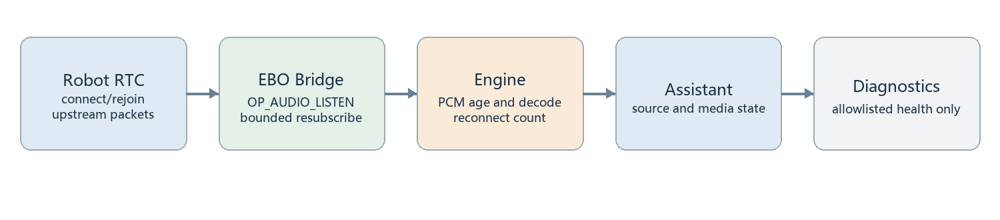 Robot RTC
connect/rejoin
upstream packets
EBO Bridge
OP_AUDIO_LISTEN
bounded resubscribe
Engine
PCM age and decode
reconnect count
Assistant
source and media state
Diagnostics
allowlisted health only